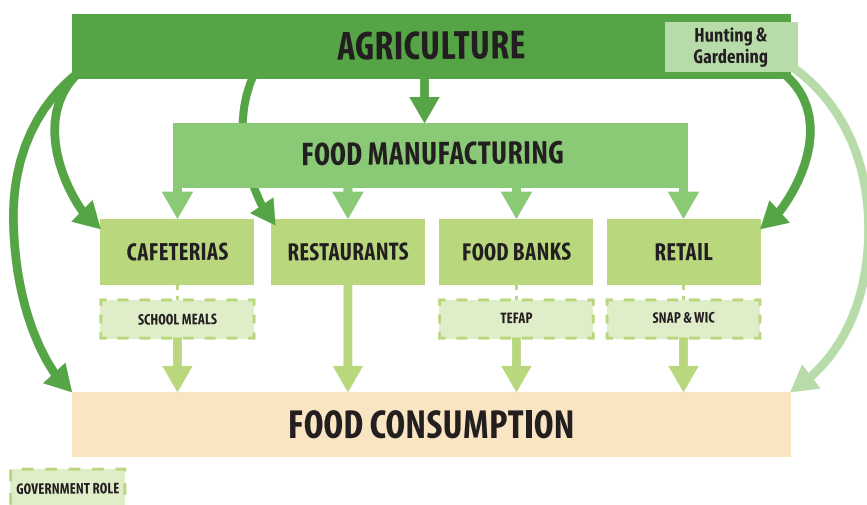 AGRICULTURE
Hunting &
Gardening
FOOD MANUFACTURING
CAFETERIAS
RESTAURANTS
FOOD BANKS
RETAIL
SCHOOL MEALS
TEFAP
SNAP & WIC
FOOD CONSUMPTION
GOVERNMENT ROLE